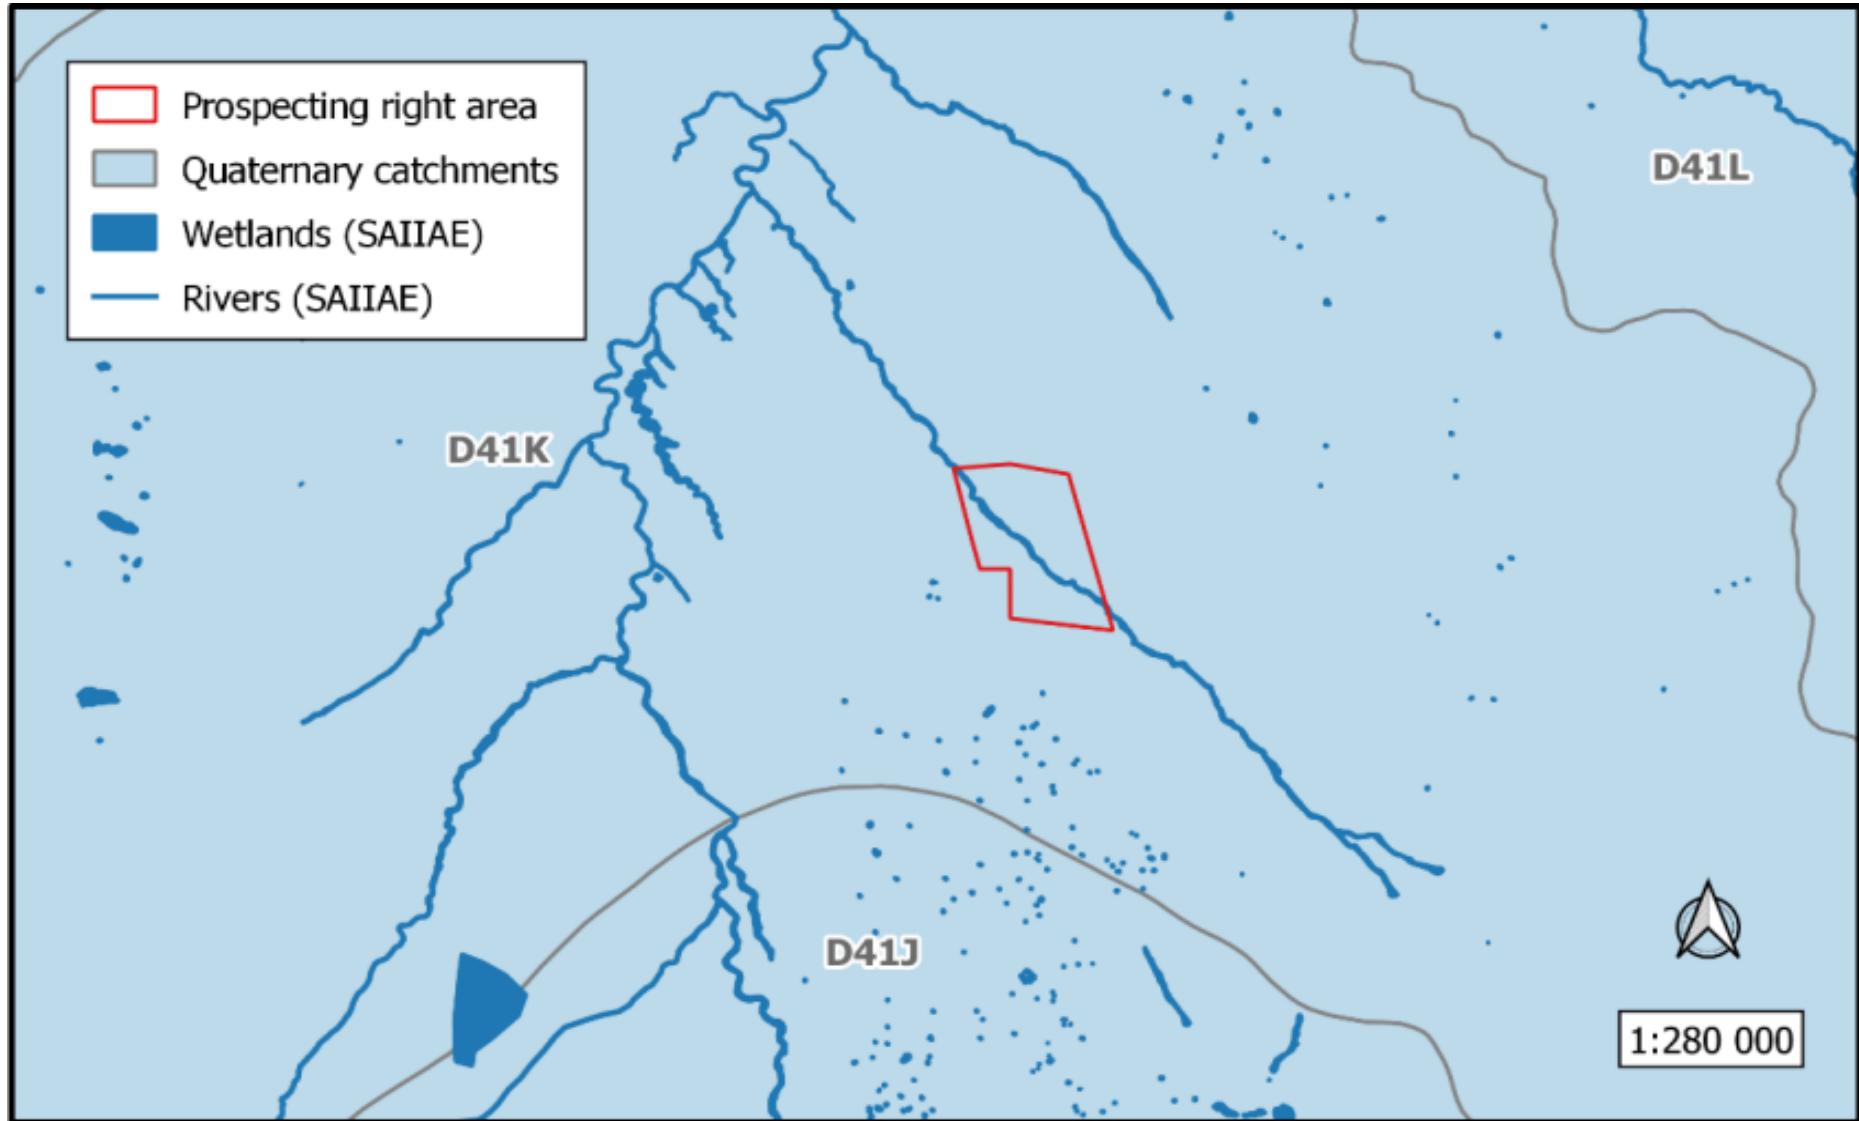 Prospecting right area
Quaternary catchments
Wetlands (SAIIAE)
Rivers (SAIIAE)
D41L
D41K
D41J
1:280 000